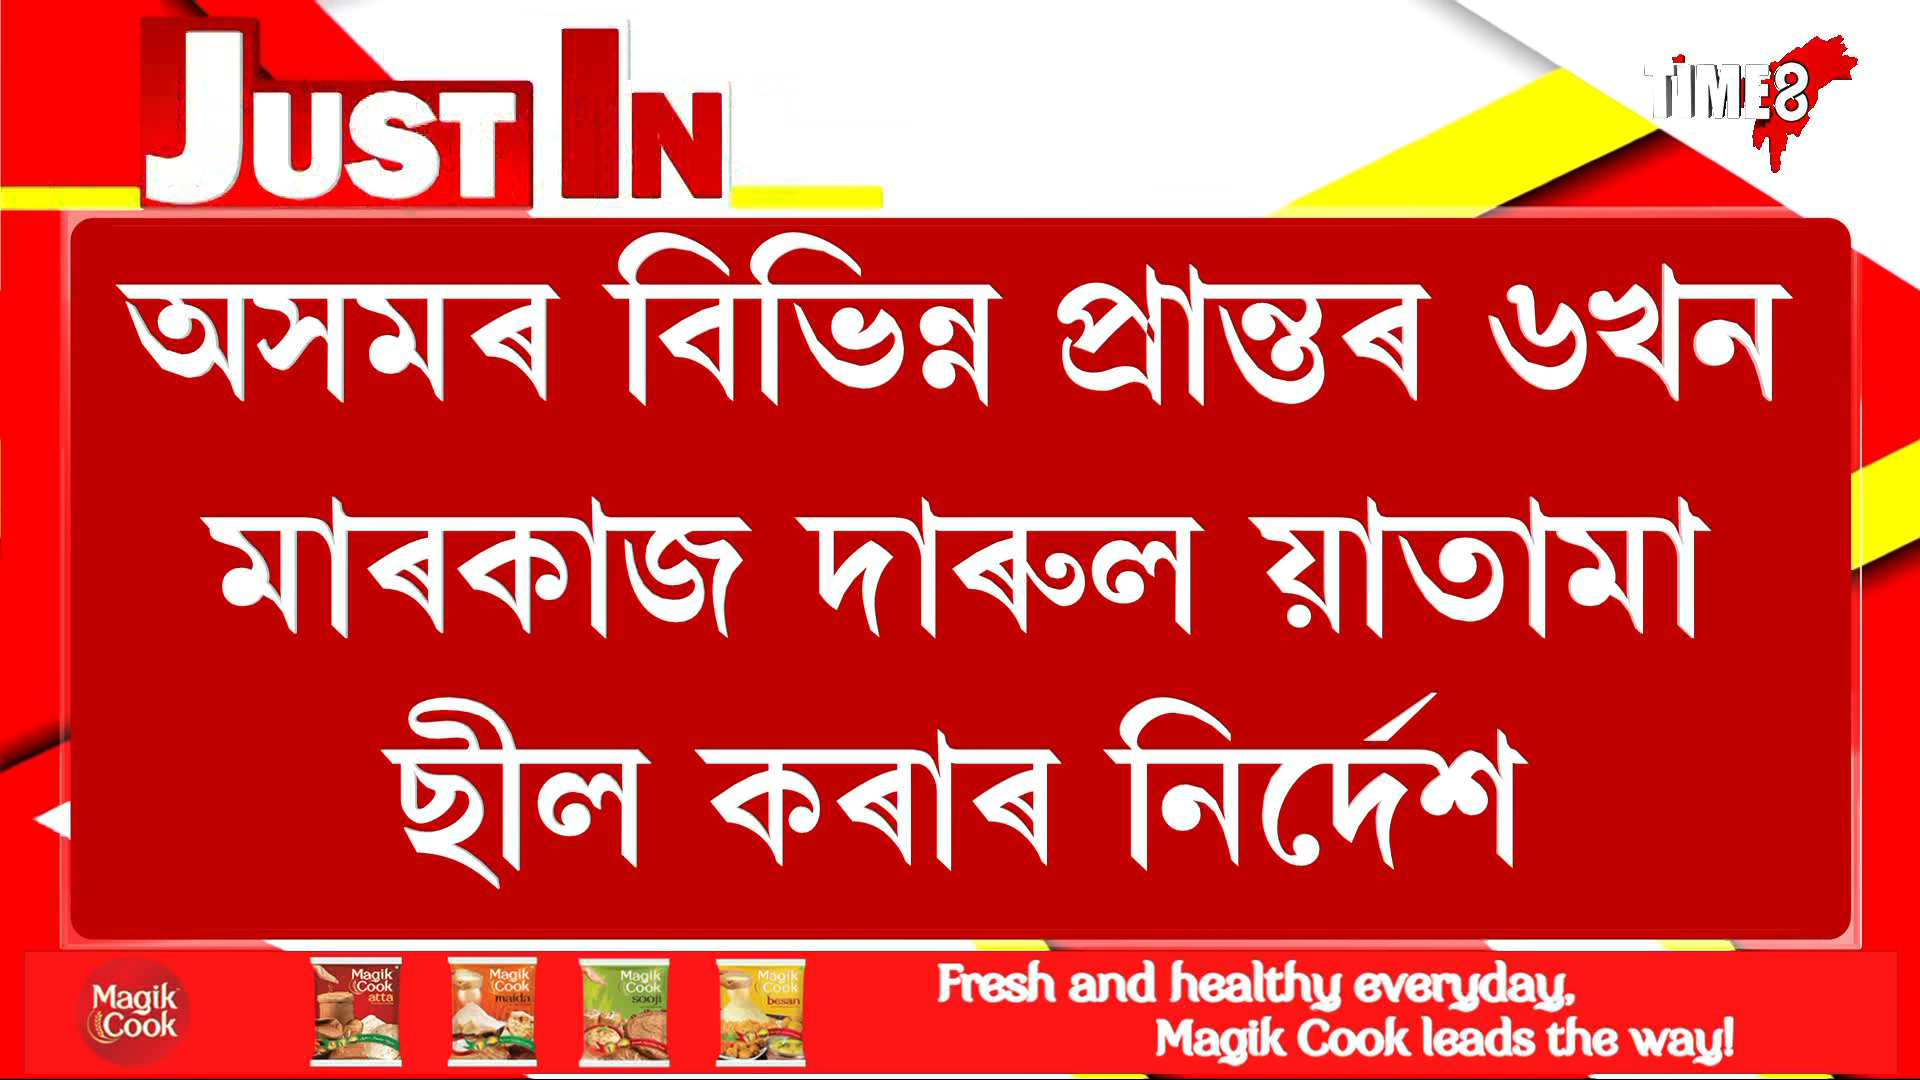 JUST IN
TIME8
অসমৰ বিভিন্ন প্ৰান্তৰ ৬খন
মাৰকাজ দাৰুল য়াতামা
ছীল কৰাৰ নিৰ্দেশ
Magik Cook
Magik Cook atta
Magik Cook maida
Magik Cook sooji
Magik Cook besan
Fresh and healthy everyday,
Magik Cook leads the way!